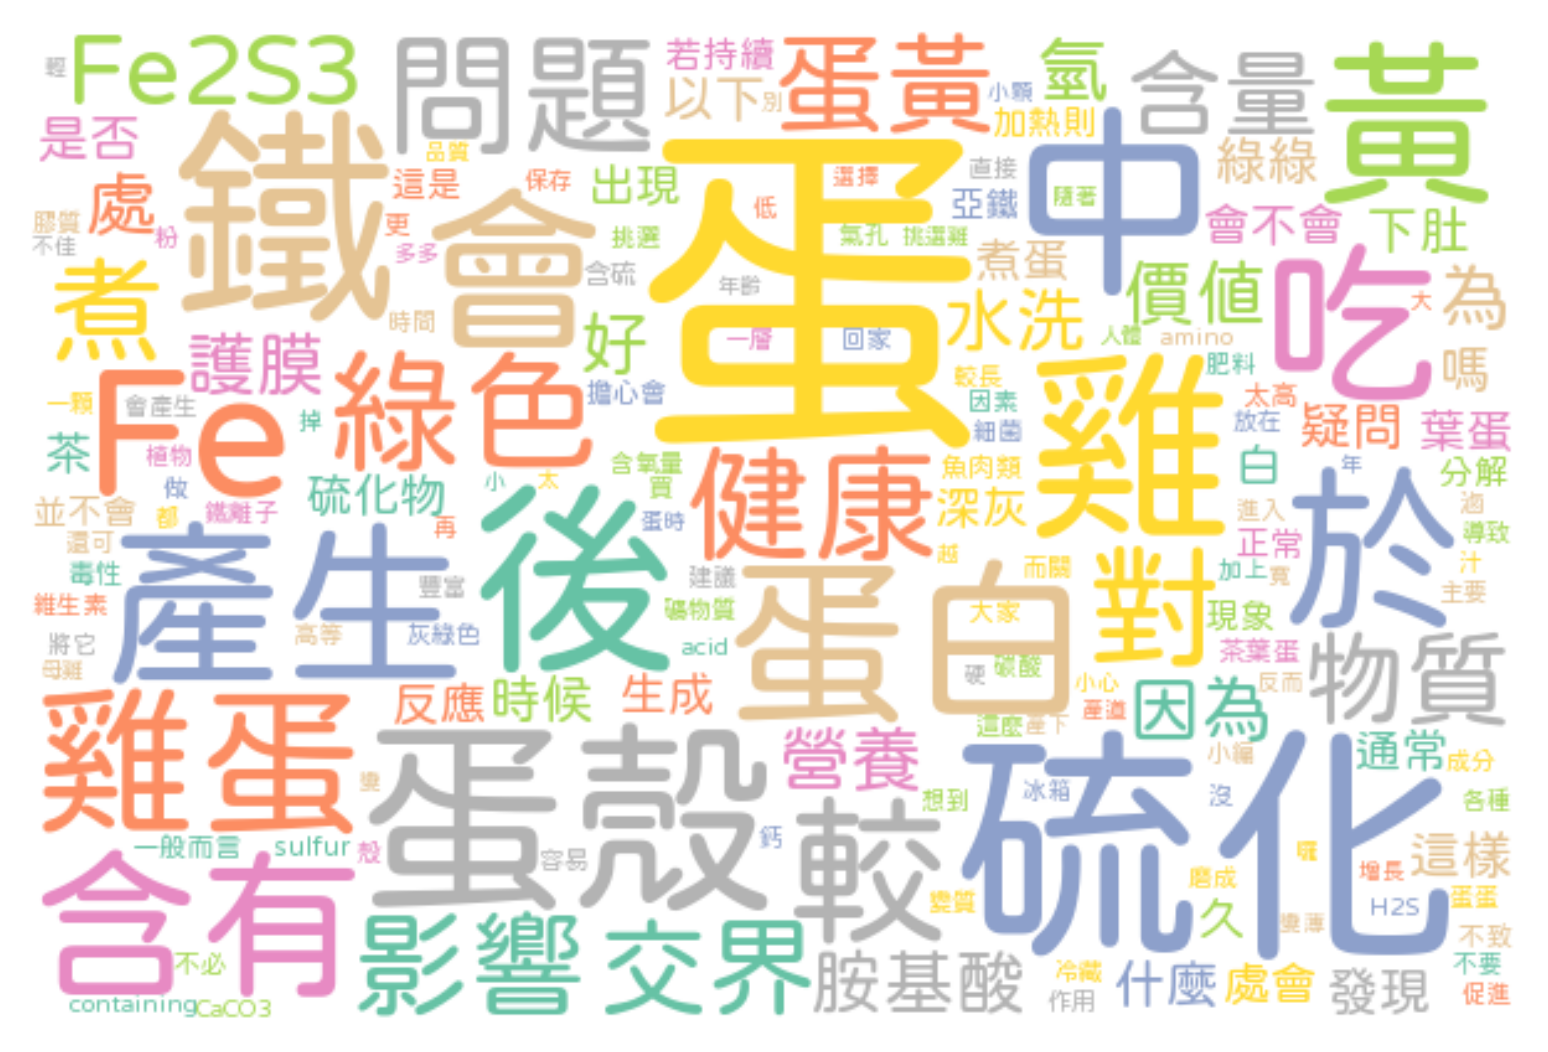 輕 Fe2S3 問題 若持續 蛋黃 氫 含量 黃
以下 別 小顆 加熱則
是否 鐵 品質 蛋 中 綠綠
處 這是 保存 出現 選擇 直接 隨著
膠質 粉 更 會 低 亞鐵 會不會 下肚
不佳 多多 挑選 氣孔 挑選雞 煮蛋
煮 含硫 年齡 價值 吃 大 為
時間 好 水洗
護膜 一層 回家 人體 amino 肥料 嗎
Fe 綠色 擔心會 較長 雞
一顆 會產生 掉 因素 太高
茶 細菌 放在 疑問 葉蛋
植物 含氧量 健康 魚肉類 白 年 分解
做 硫化物 小 太 買 深灰 於
並不會 都 鐵離子 再 後 蛋時 進入 滷
還可 產生 越 正常 導致
毒性 豐富 建議 蛋白 而關 對 加上 寬 汁
維生素 礦物質 大家 現象 主要
將它 高等 灰綠色 acid 茶葉蛋 物質
母雞 硬 碳酸 小心 反而
雞蛋 反應 時候 生成 產道 因為
這麼 產下
蛋殼 營養 硫化 小編 通常 成分
變 想到 冰箱 沒 各種
一般而言 sulfur 殼 容易 鈣 較 囉 這樣
含有 磨成 增長
變質 久 變薄 H2S 蛋蛋
不必 影響 交界 胺基酸 冷藏 什麼 處會 不致
不要
containing CaCO3 作用 發現 促進